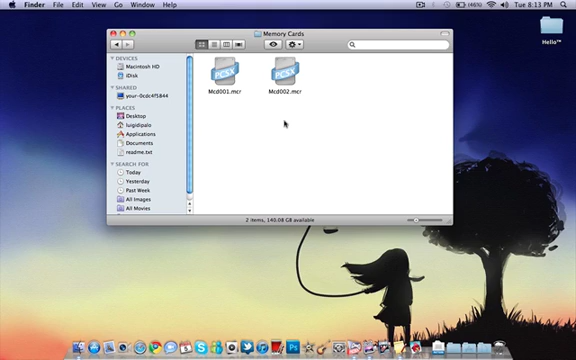 Finder File Edit View Go Window Help (46%) Tue 8:13 PM
Hello™
Memory Cards
DEVICES
Macintosh HD
iDisk
SHARED
your-0cdc4f5844
PLACES
Desktop
luigidipalo
Applications
Documents
readme.txt
SEARCH FOR
Today
Yesterday
Past Week
All Images
All Movies
PCSX PCSX
Mcd001.mcr Mcd002.mcr
2 items, 140.08 GB available